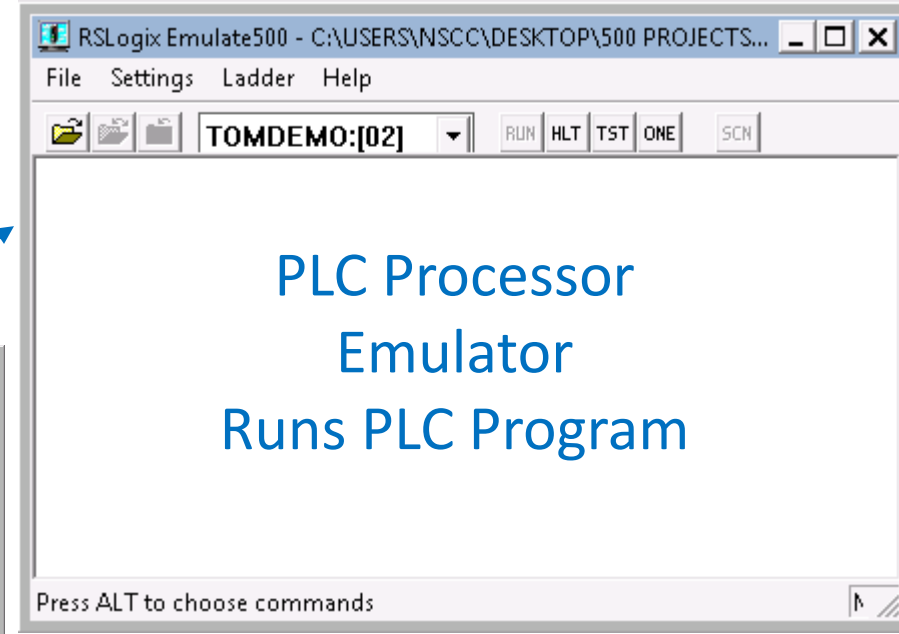 RSLogix Emulate500 - C:\USERS\NSCC\DESKTOP\500 PROJECTS...
File Settings Ladder Help
TOMDEMO:[02] RUN HLT TST ONE SCN
PLC Processor
Emulator
Runs PLC Program
Press ALT to choose commands